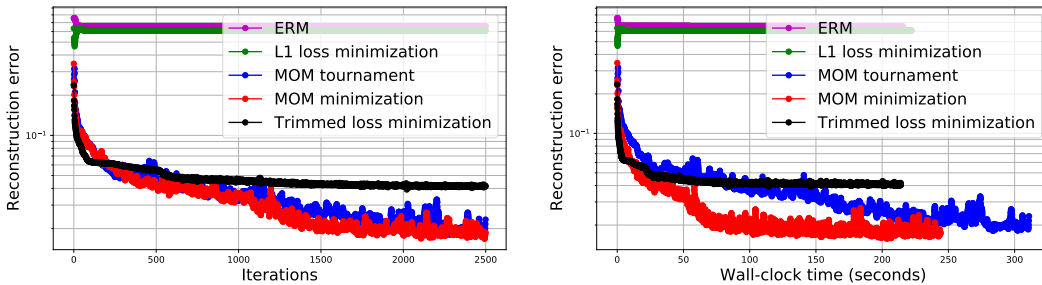 Reconstruction error
10⁻¹
ERM
L1 loss minimization
MOM tournament
MOM minimization
Trimmed loss minimization
0 500 1000 1500 2000 2500
Iterations
Reconstruction error
10⁻¹
ERM
L1 loss minimization
MOM tournament
MOM minimization
Trimmed loss minimization
0 50 100 150 200 250 300
Wall-clock time (seconds)